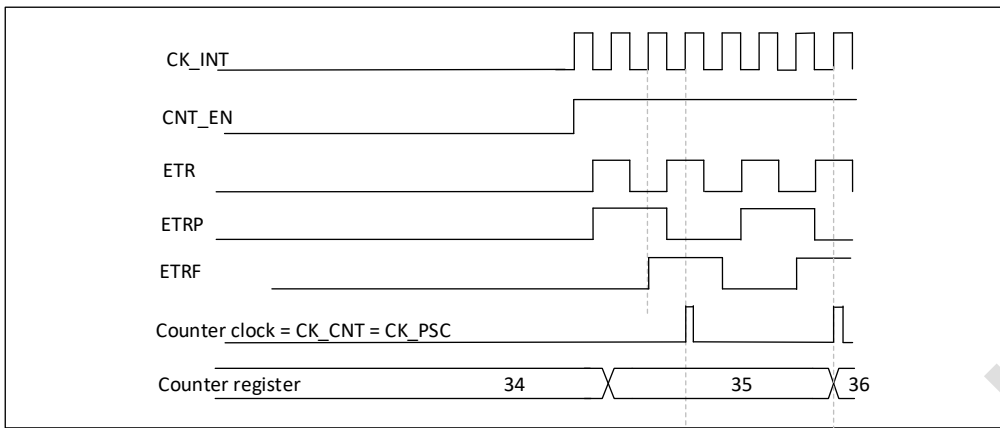 CK_INT
CNT_EN
ETR
ETRP
ETRF
Counter clock = CK_CNT = CK_PSC
Counter register 34 35 36